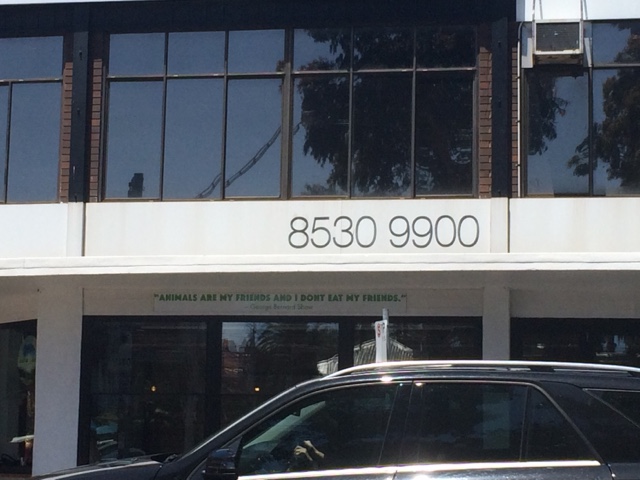 8530 9900
"ANIMALS ARE MY FRIENDS AND I DONT EAT MY FRIENDS."
- George Bernard Shaw